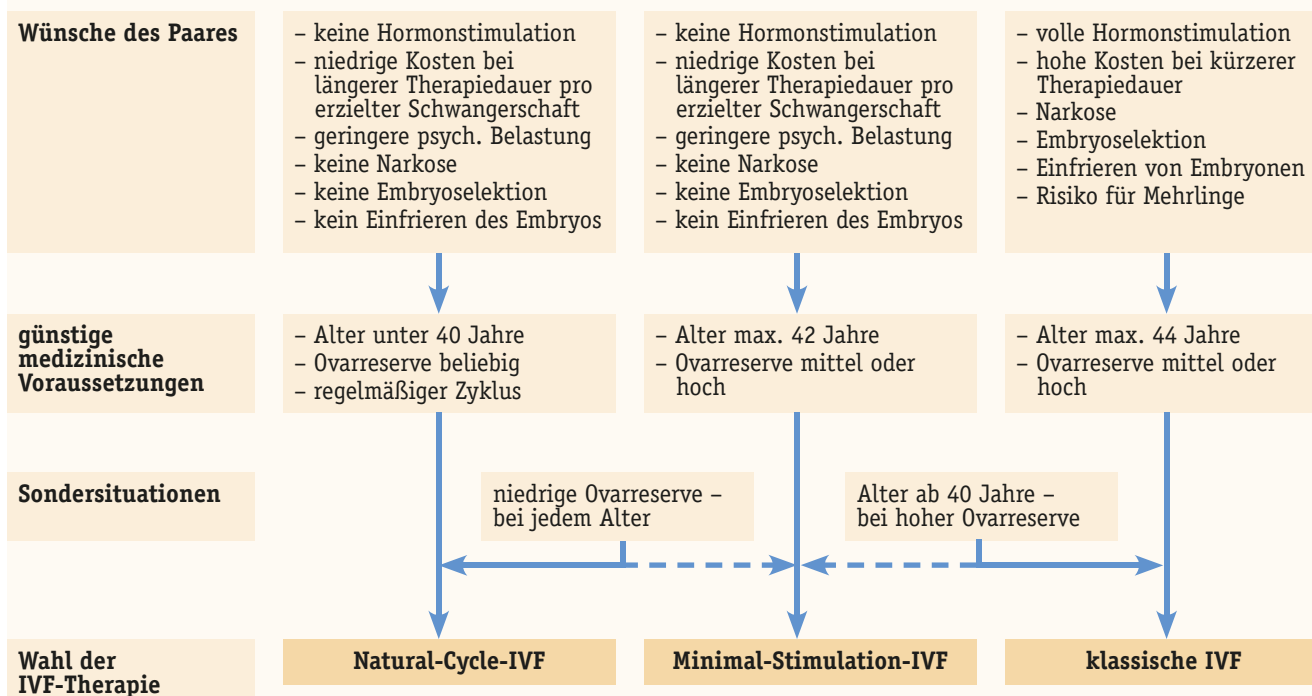 Wünsche des Paares
– keine Hormonstimulation
– niedrige Kosten bei
längerer Therapiedauer pro
erzielter Schwangerschaft
– geringere psych. Belastung
– keine Narkose
– keine Embryoselektion
– kein Einfrieren des Embryos
– keine Hormonstimulation
– niedrige Kosten bei
längerer Therapiedauer pro
erzielter Schwangerschaft
– geringere psych. Belastung
– keine Narkose
– keine Embryoselektion
– kein Einfrieren des Embryos
– volle Hormonstimulation
– hohe Kosten bei kürzerer
Therapiedauer
– Narkose
– Embryoselektion
– Einfrieren von Embryonen
– Risiko für Mehrlinge
günstige
medizinische
Voraussetzungen
– Alter unter 40 Jahre
– Ovarreserve beliebig
– regelmäßiger Zyklus
– Alter max. 42 Jahre
– Ovarreserve mittel oder
hoch
– Alter max. 44 Jahre
– Ovarreserve mittel oder
hoch
Sondersituationen
niedrige Ovarreserve –
bei jedem Alter
Alter ab 40 Jahre –
bei hoher Ovarreserve
Wahl der
IVF-Therapie
Natural-Cycle-IVF
Minimal-Stimulation-IVF
klassische IVF